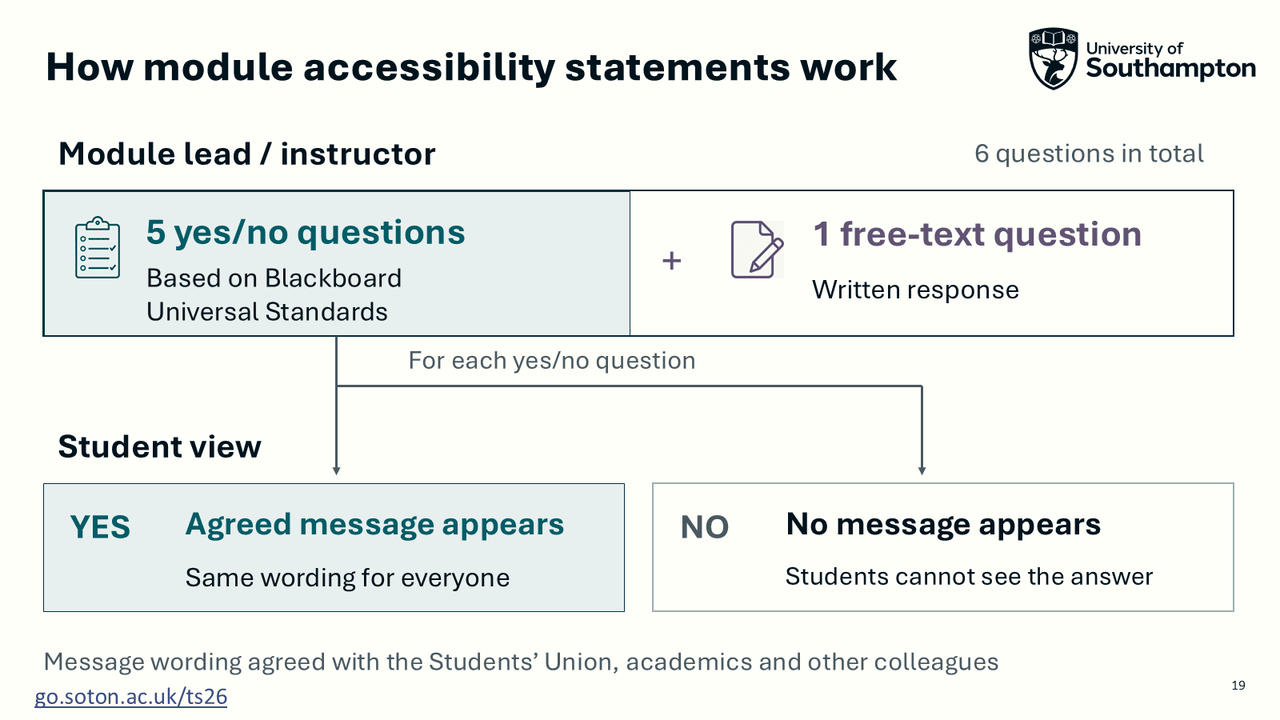 How module accessibility statements work
University of
Southampton
Module lead / instructor
6 questions in total
5 yes/no questions
Based on Blackboard
Universal Standards
+
1 free-text question
Written response
For each yes/no question
Student view
YES
Agreed message appears
Same wording for everyone
NO
No message appears
Students cannot see the answer
Message wording agreed with the Students’ Union, academics and other colleagues
go.soton.ac.uk/ts26
19